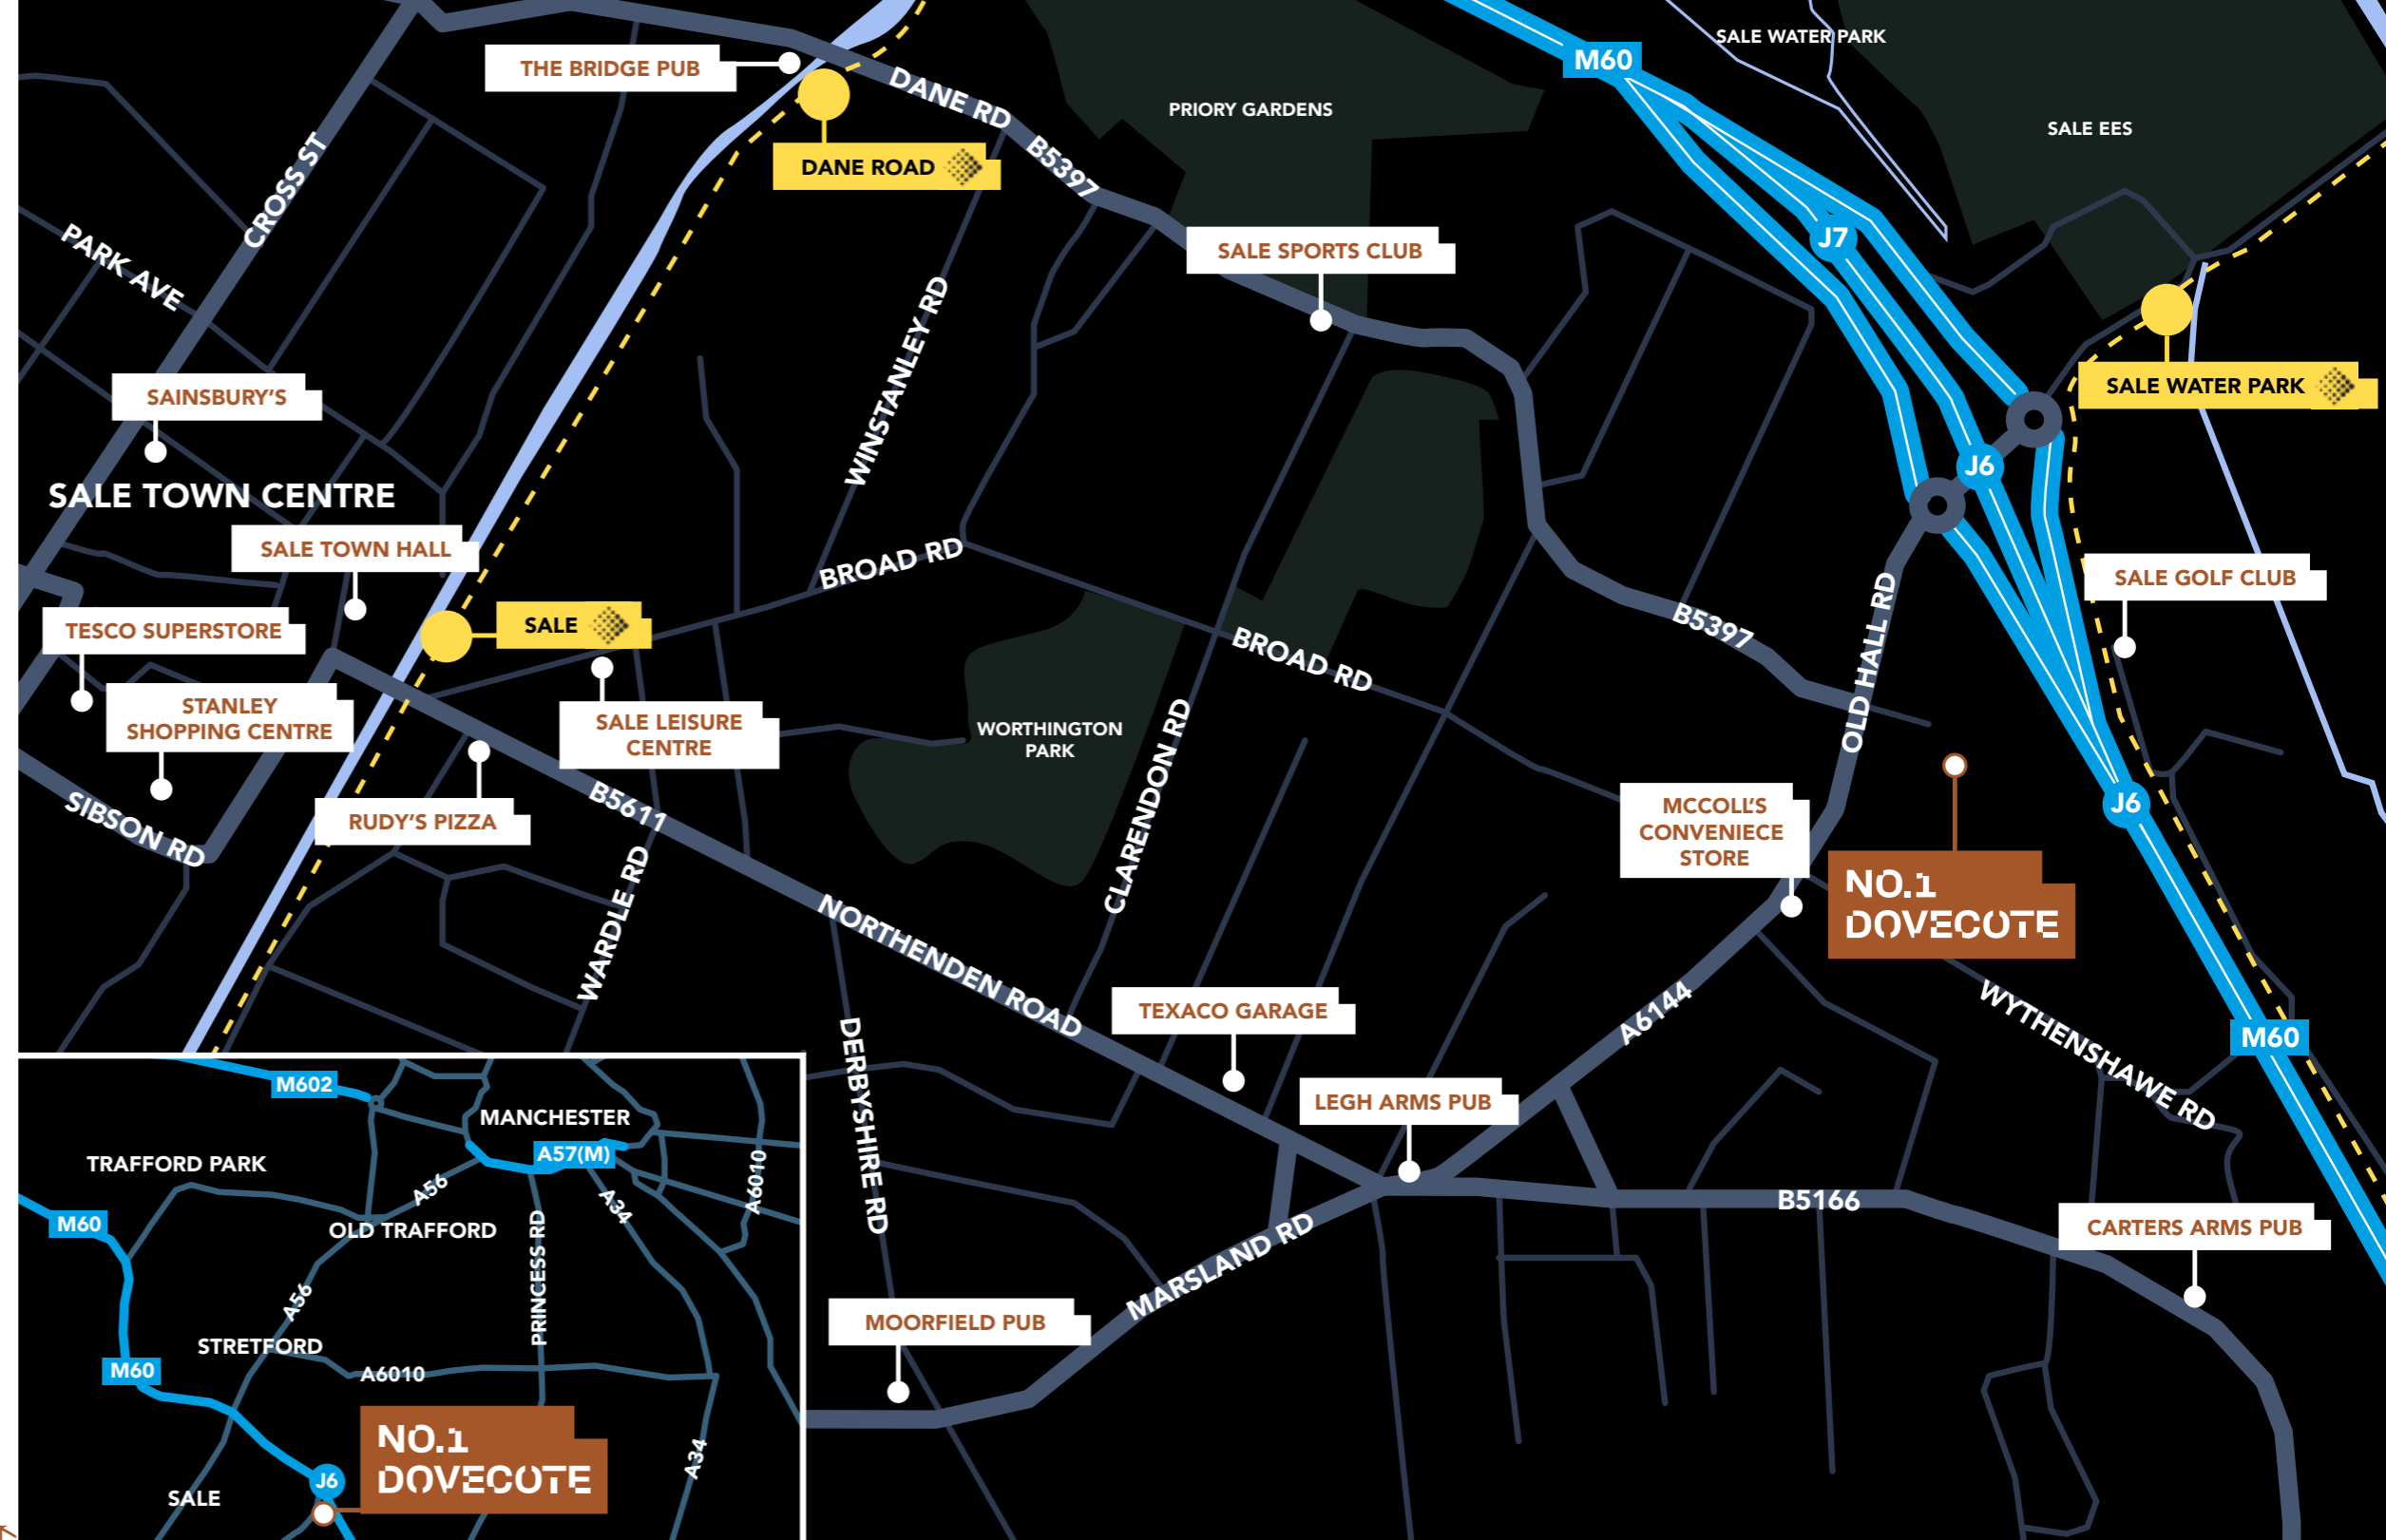 SALE WATER PARK
M60
THE BRIDGE PUB
DANE RD
PRIORY GARDENS
SALE EES
DANE ROAD
B5397
CROSS ST
PARK AVE
SALE SPORTS CLUB
J7
WINSTANLEY RD
SAINSBURY'S
SALE WATER PARK
J6
SALE TOWN CENTRE
SALE TOWN HALL
BROAD RD
SALE GOLF CLUB
TESCO SUPERSTORE
SALE
B5397
OLD HALL RD
BROAD RD
STANLEY
SHOPPING CENTRE
SALE LEISURE
CENTRE
WORTHINGTON
PARK
CLARENDON RD
SIBSON RD
RUDY'S PIZZA
B5611
MCCOLL'S
CONVENIECE
STORE
J6
NO.1
DOVECOTE
WARDLE RD
NORTHENDEN ROAD
TEXACO GARAGE
A6144
WYTHENSHAWE RD
M60
DERBYSHIRE RD
LEGH ARMS PUB
B5166
CARTERS ARMS PUB
MARSLAND RD
MOORFIELD PUB
M602
MANCHESTER
A57(M)
TRAFFORD PARK
A56
A34
A6010
M60
OLD TRAFFORD
PRINCESS RD
A56
STRETFORD
M60
A6010
NO.1
DOVECOTE
A34
J6
SALE